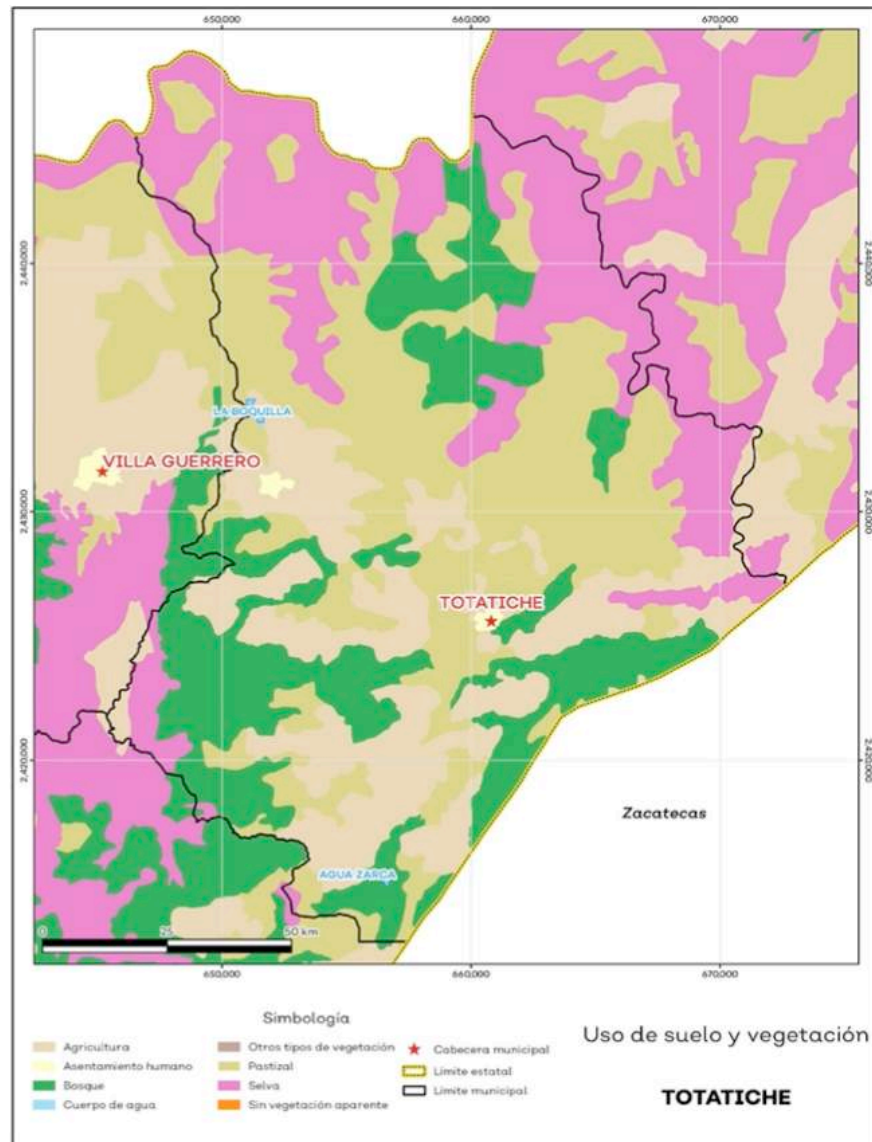 650,000 660,000 670,000
2,440,000 2,440,000
LA BOQUILLA
VILLA GUERRERO
2,430,000 2,430,000
TOTATICHE
2,420,000 2,420,000
Zacatecas
AGUA ZARCA
0 25 50 km
650,000 660,000 670,000
Simbología
Agricultura
Asentamiento humano
Bosque
Cuerpo de agua
Otros tipos de vegetación
Pastizal
Selva
Sin vegetación aparente
Cabecera municipal
Límite estatal
Límite municipal
Uso de suelo y vegetación
TOTATICHE